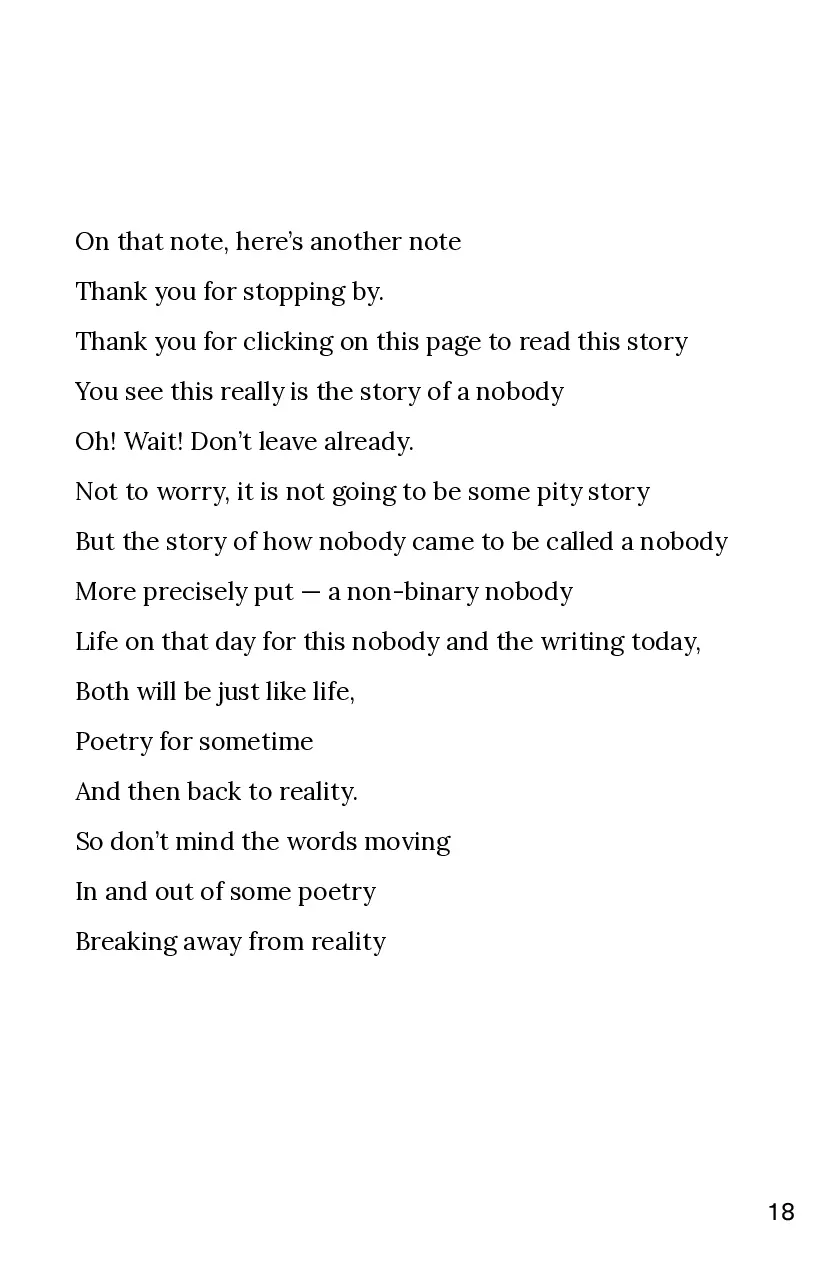 On that note, here’s another note
Thank you for stopping by.
Thank you for clicking on this page to read this story
You see this really is the story of a nobody
Oh! Wait! Don’t leave already.
Not to worry, it is not going to be some pity story
But the story of how nobody came to be called a nobody
More precisely put — a non-binary nobody
Life on that day for this nobody and the writing today,
Both will be just like life,
Poetry for sometime
And then back to reality.
So don’t mind the words moving
In and out of some poetry
Breaking away from reality
18